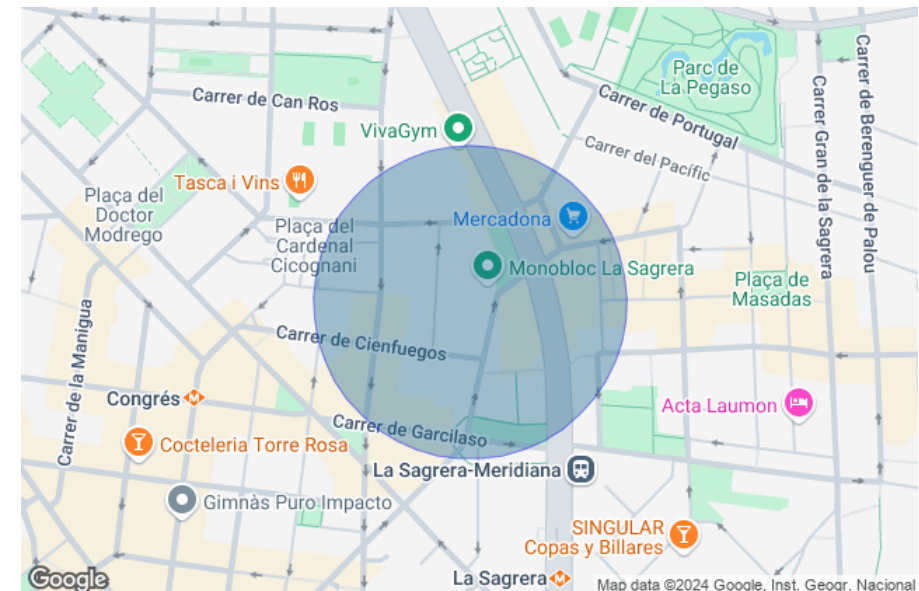 Parc de
La Pegaso
Carrer de Berenguer de Palou
Carrer Gran de la Sagrera
Carrer de Can Ros
Carrer de Portugal
VivaGym
Carrer del Pacífic
Tasca i Vins
Plaça del
Doctor
Modrego
Mercadona
Plaça del
Cardenal
Cicognani
Monobloc La Sagrera
Plaça de
Masadas
Carrer de la Manigua
Carrer de Cienfuegos
Congrés
M
Acta Laumon
Carrer de Garcilaso
Cocteleria Torre Rosa
La Sagrera-Meridiana
Gimnàs Puro Impacto
SINGULAR
Copas y Billares
La Sagrera
M
Google
Map data ©2024 Google, Inst. Geogr. Nacional